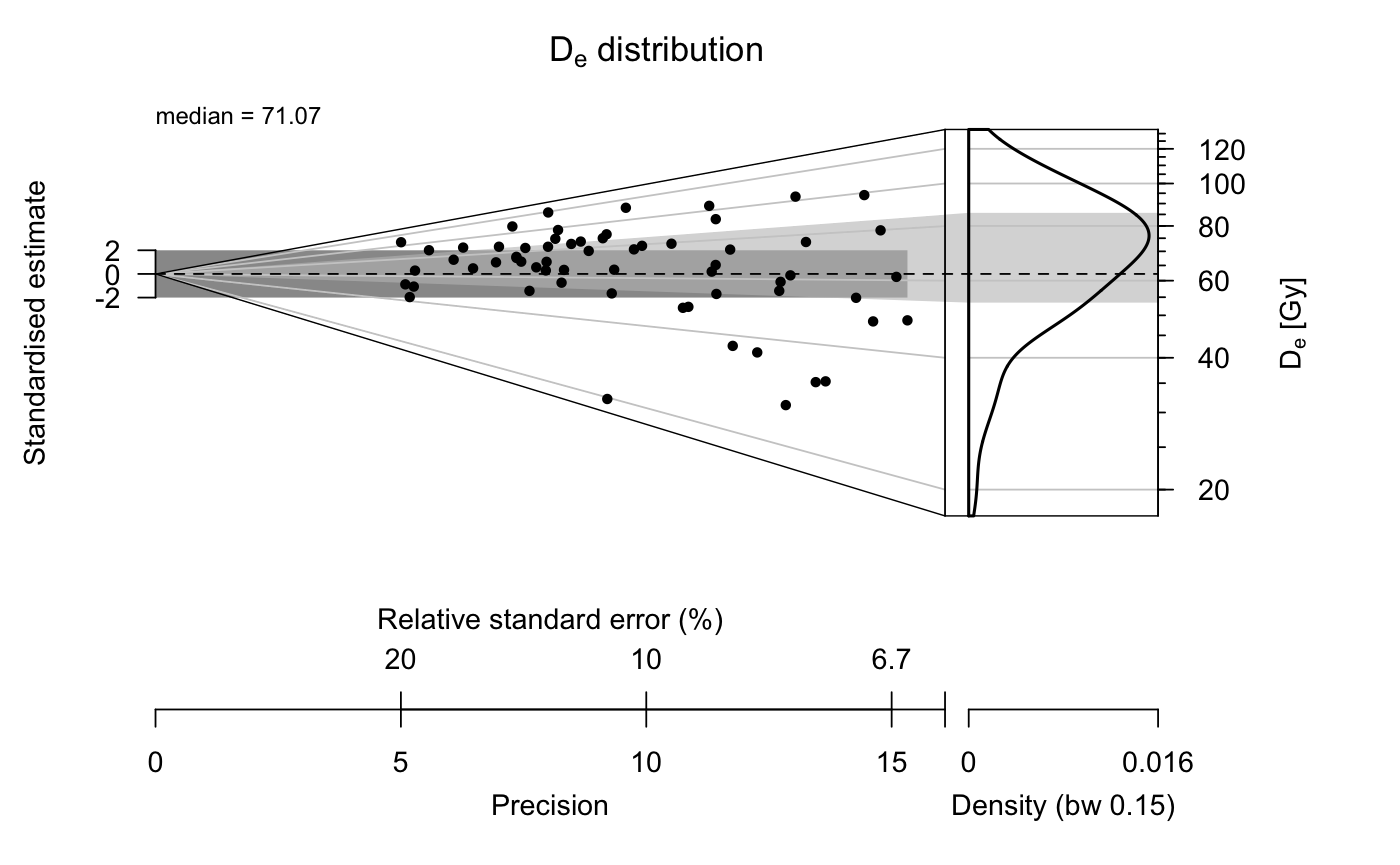 De distribution
median = 71.07
Standardised estimate
2
0
-2
120
100
80
60
40
20
De [Gy]
Relative standard error (%)
20 10 6.7
0 5 10 15 0 0.016
Precision Density (bw 0.15)